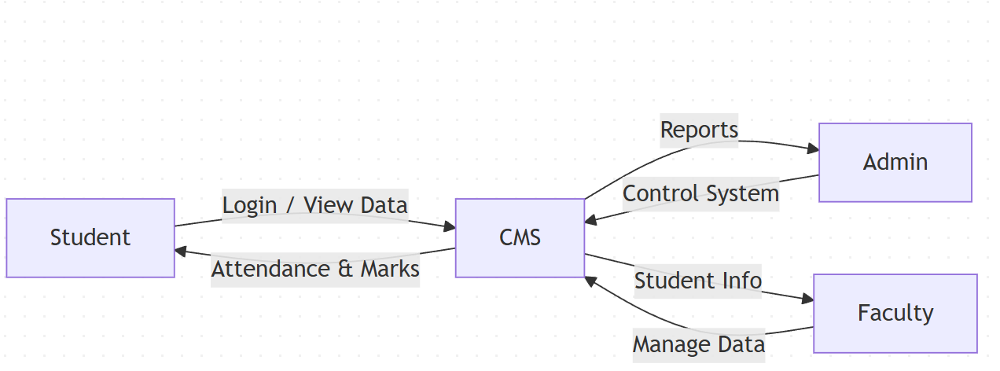 Reports
Admin
Control System
Login / View Data
Student
CMS
Attendance & Marks
Student Info
Faculty
Manage Data